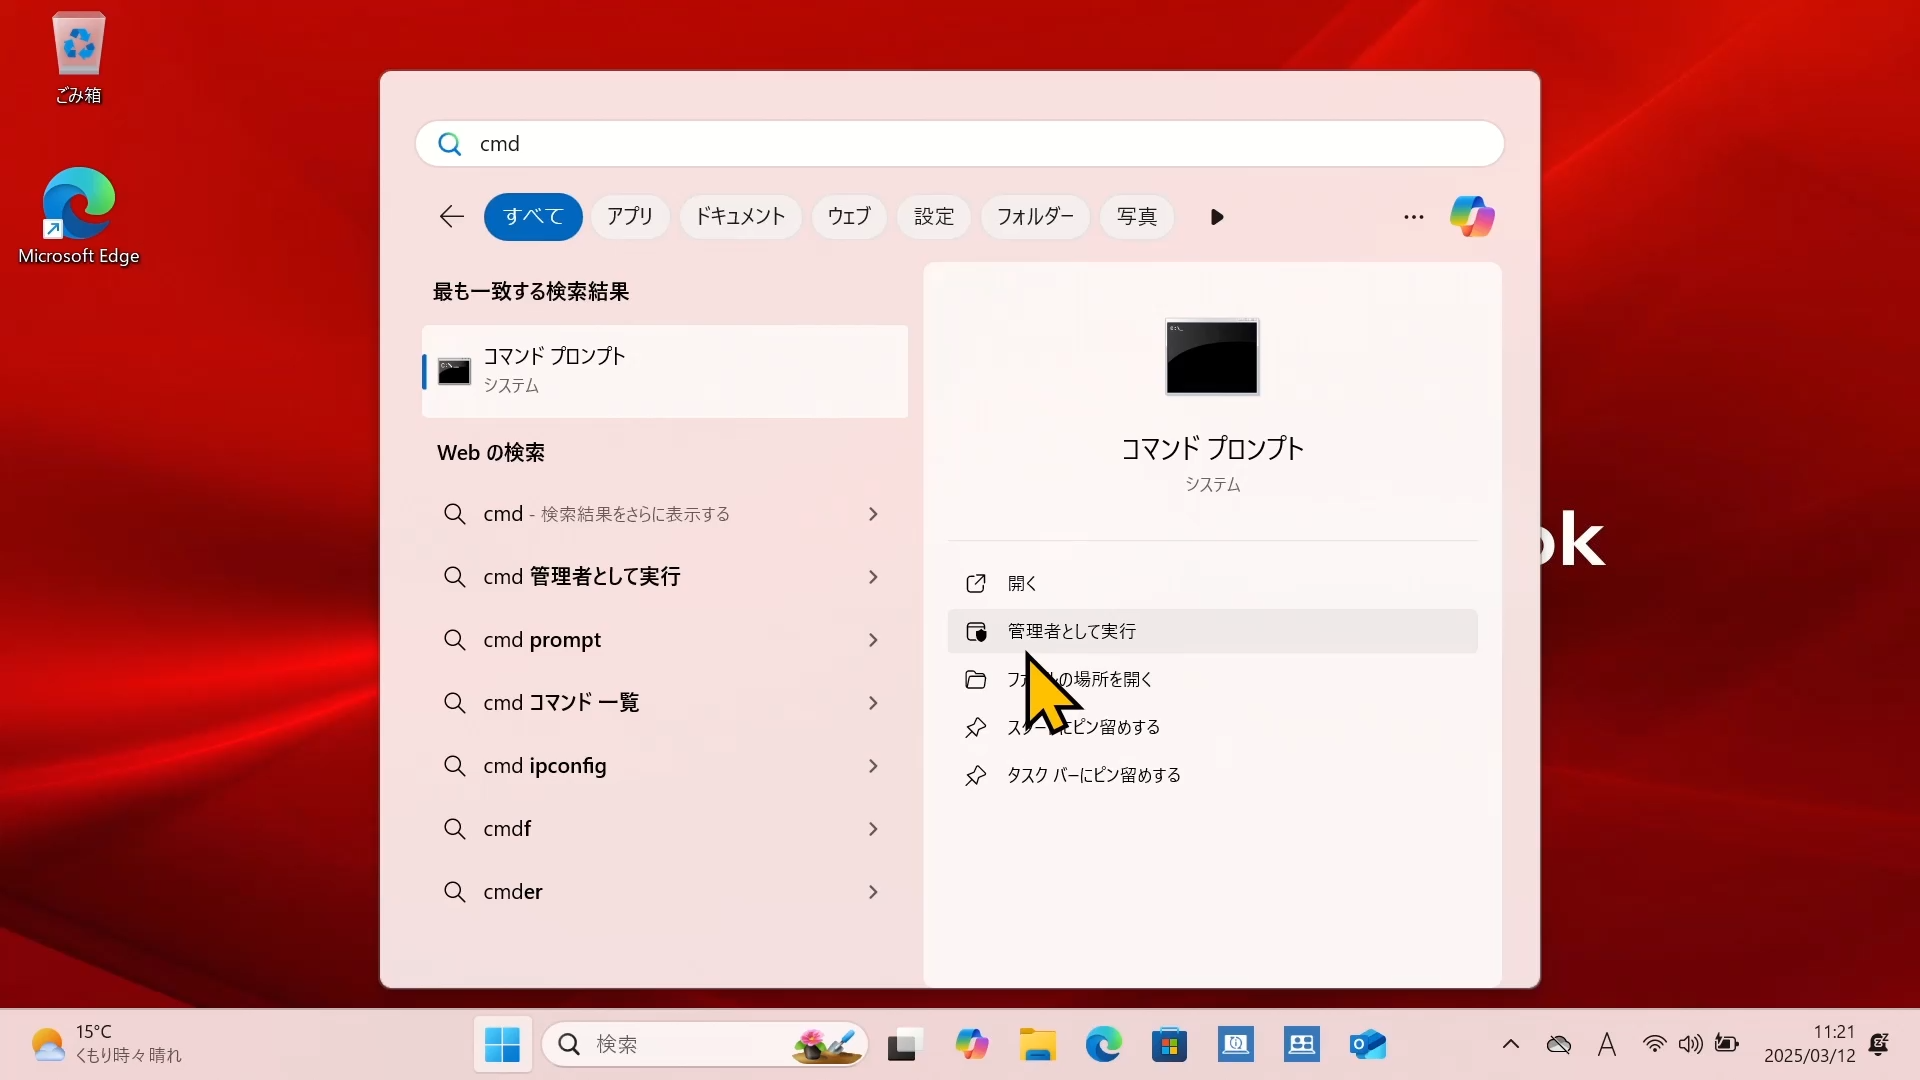 ごみ箱
Microsoft Edge
cmd
すべて アプリ ドキュメント ウェブ 設定 フォルダー 写真
最も一致する検索結果
コマンド プロンプト
システム
Web の検索
cmd - 検索結果をさらに表示する
cmd 管理者として実行
cmd prompt
cmd コマンド 一覧
cmd ipconfig
cmdf
cmder
コマンド プロンプト
システム
開く
管理者として実行
の場所を開く
にピン留めする
タスク バーにピン留めする
ok
15°C
くもり時々 晴れ
検索
A
11:21
2025/03/12